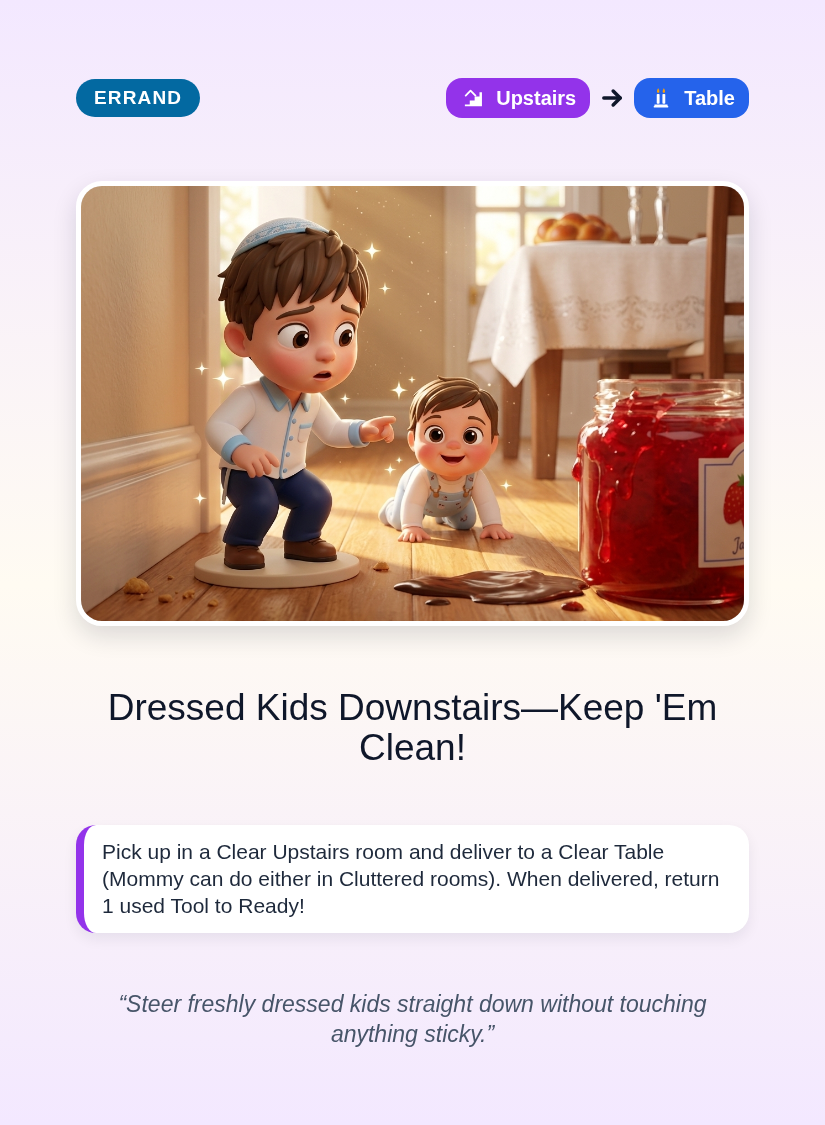 ERRAND
Upstairs
Table
Dressed Kids Downstairs—Keep 'Em
Clean!
Pick up in a Clear Upstairs room and deliver to a Clear Table
(Mommy can do either in Cluttered rooms). When delivered, return
1 used Tool to Ready!
“Steer freshly dressed kids straight down without touching
anything sticky.”